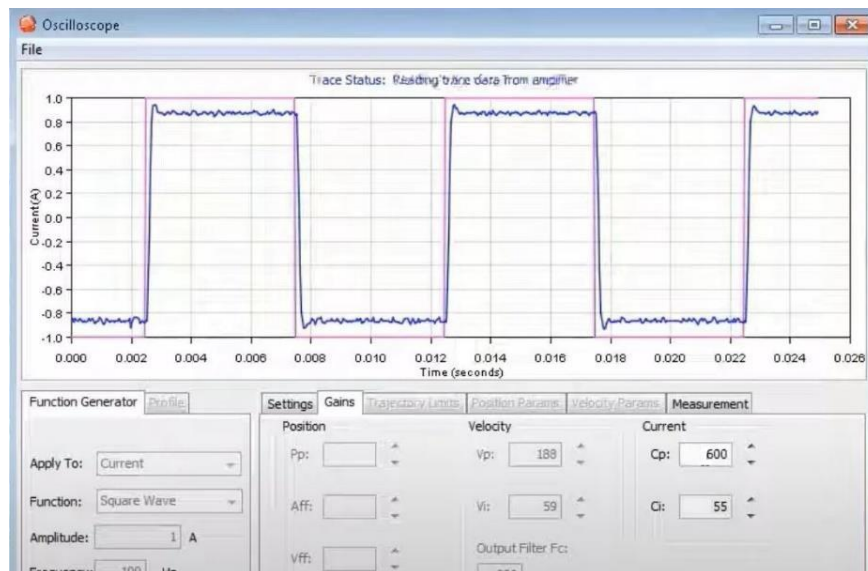 Oscilloscope
File
Trace Status: Reading trace data from amplifier
1.0
0.8
0.6
0.4
0.2
0.0
-0.2
-0.4
-0.6
-0.8
-1.0
Current(A)
0.000 0.002 0.004 0.006 0.008 0.010 0.012 0.014 0.016 0.018 0.020 0.022 0.024 0.026
Time (seconds)
Function Generator Profile
Settings Gains Trajectory Limits Position Params Velocity Params Measurement
Position Velocity Current
Apply To: Current
Pp: Vp: 188 Cp: 600
Function: Square Wave
Aff: Vi: 59 Ci: 55
Amplitude: 1 A
Vff: Output Filter Fc:
Frequency: 100 Hz